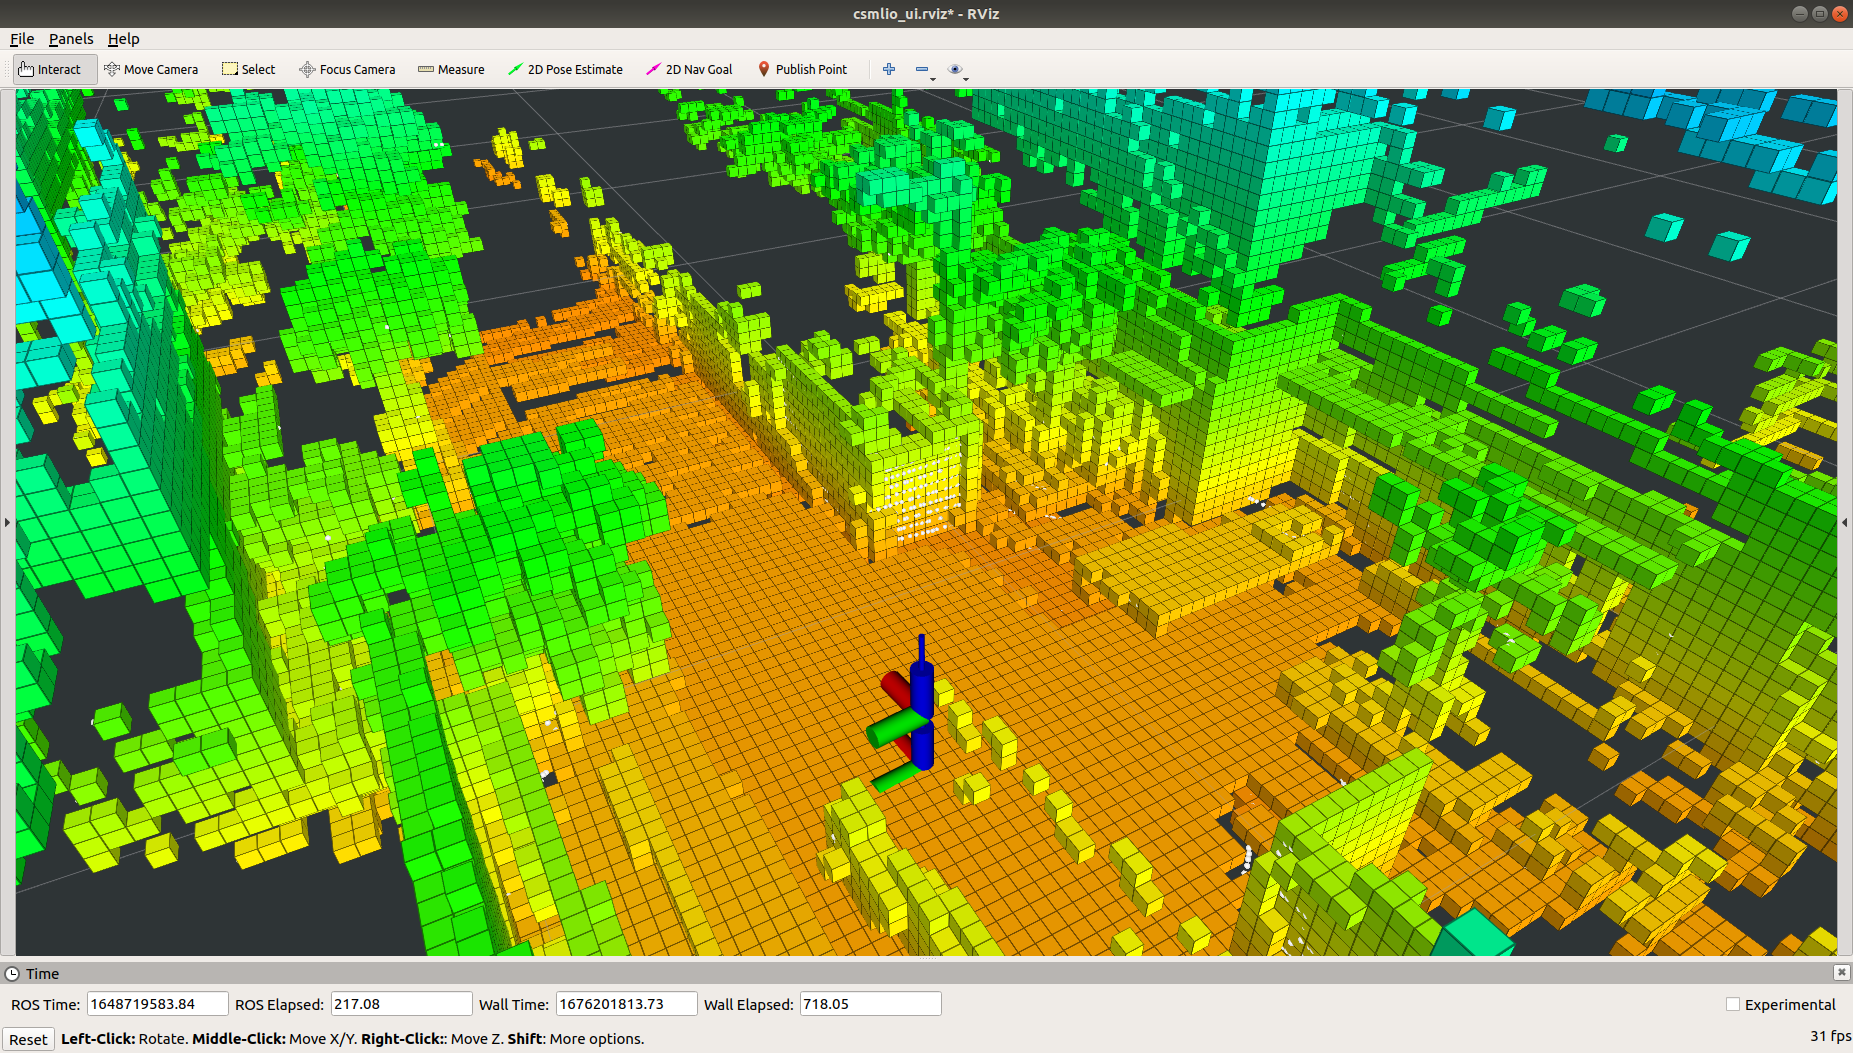 csmlio_ui.rviz* - RViz
File Panels Help
Interact Move Camera Select Focus Camera Measure 2D Pose Estimate 2D Nav Goal Publish Point
Time
ROS Time: 1648719583.84 ROS Elapsed: 217.08 Wall Time: 1676201813.73 Wall Elapsed: 718.05 Experimental
Reset Left-Click: Rotate. Middle-Click: Move X/Y. Right-Click:: Move Z. Shift: More options. 31 fps